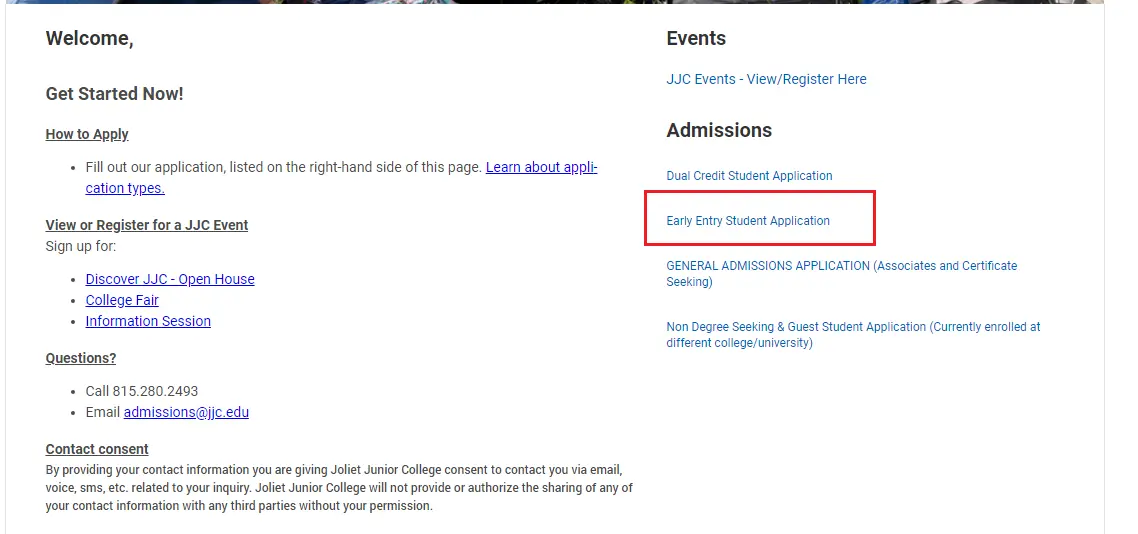 Welcome,
Get Started Now!
How to Apply
• Fill out our application, listed on the right-hand side of this page. Learn about appli-
cation types.
View or Register for a JJC Event
Sign up for:
• Discover JJC - Open House
• College Fair
• Information Session
Questions?
• Call 815.280.2493
• Email admissions@jjc.edu
Contact consent
By providing your contact information you are giving Joliet Junior College consent to contact you via email,
voice, sms, etc. related to your inquiry. Joliet Junior College will not provide or authorize the sharing of any of
your contact information with any third parties without your permission.
Events
JJC Events - View/Register Here
Admissions
Dual Credit Student Application
Early Entry Student Application
GENERAL ADMISSIONS APPLICATION (Associates and Certificate
Seeking)
Non Degree Seeking & Guest Student Application (Currently enrolled at
different college/university)